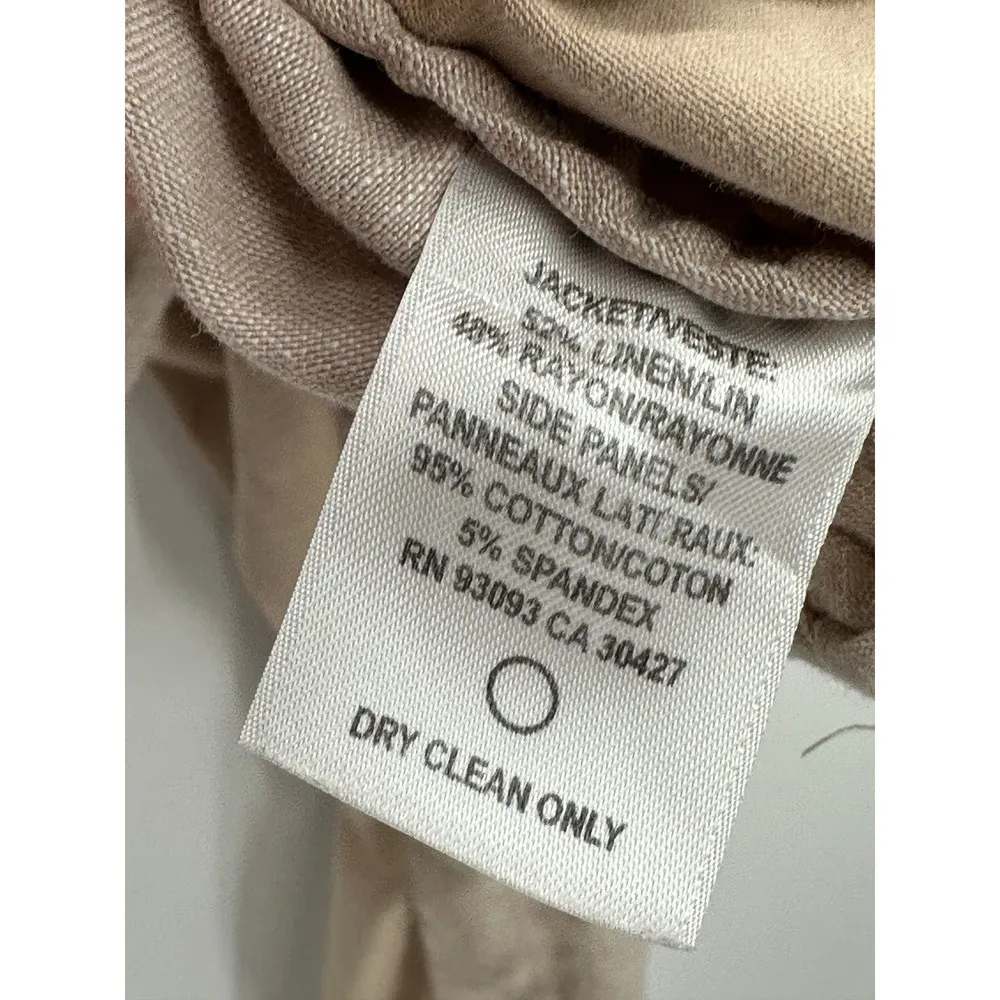 JACKET/VESTE:
52% LINEN/LIN
48% RAYON/RAYONNE
SIDE PANELS/
PANNEAUX LATÉRAUX:
95% COTTON/COTON
5% SPANDEX
RN 93093 CA 30427
DRY CLEAN ONLY